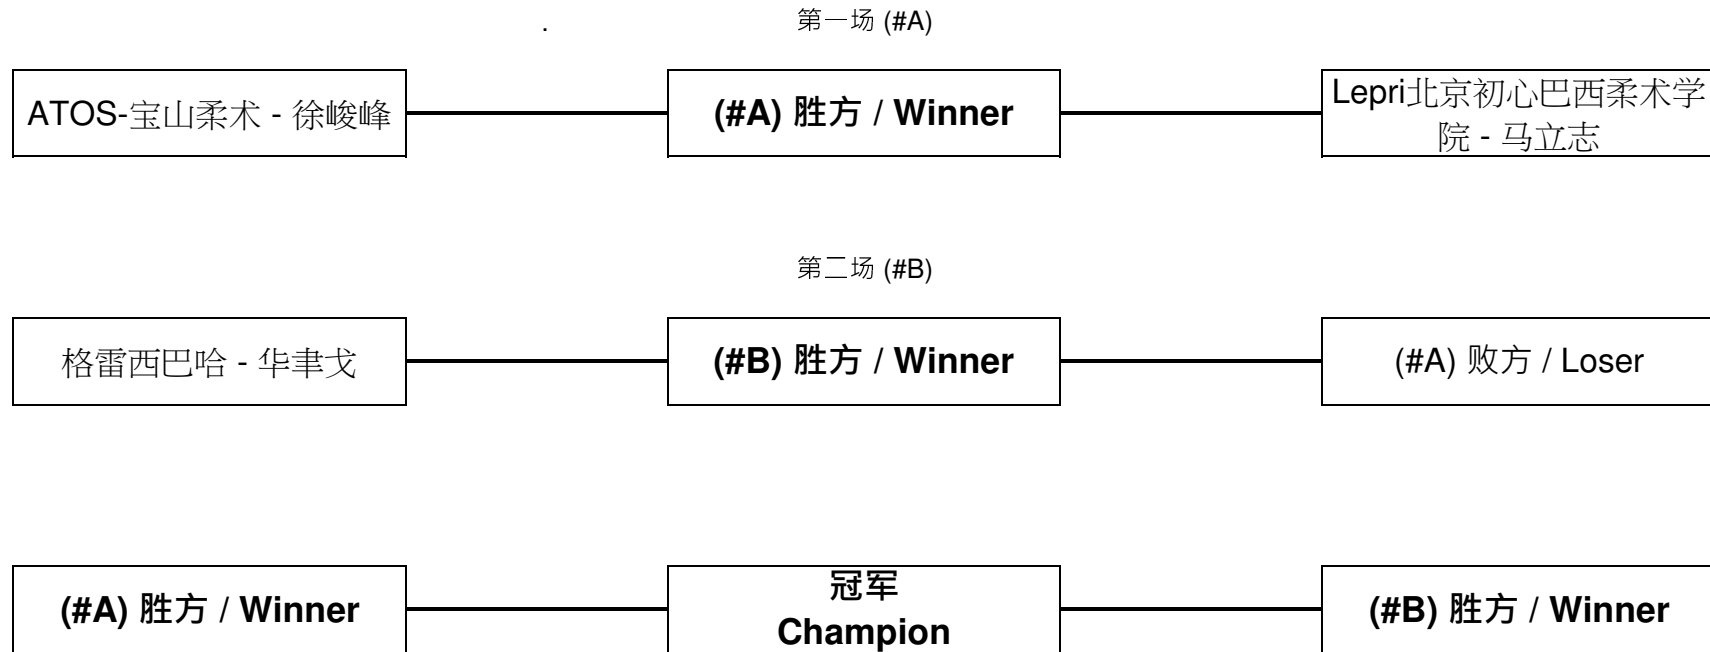 第一场 (#A)
ATOS-宝山柔术 - 徐峻峰
(#A) 胜方 / Winner
Lepri北京初心巴西柔术学
院 - 马立志
第二场 (#B)
格雷西巴哈 - 华聿戈
(#B) 胜方 / Winner
(#A) 败方 / Loser
(#A) 胜方 / Winner
冠军
Champion
(#B) 胜方 / Winner